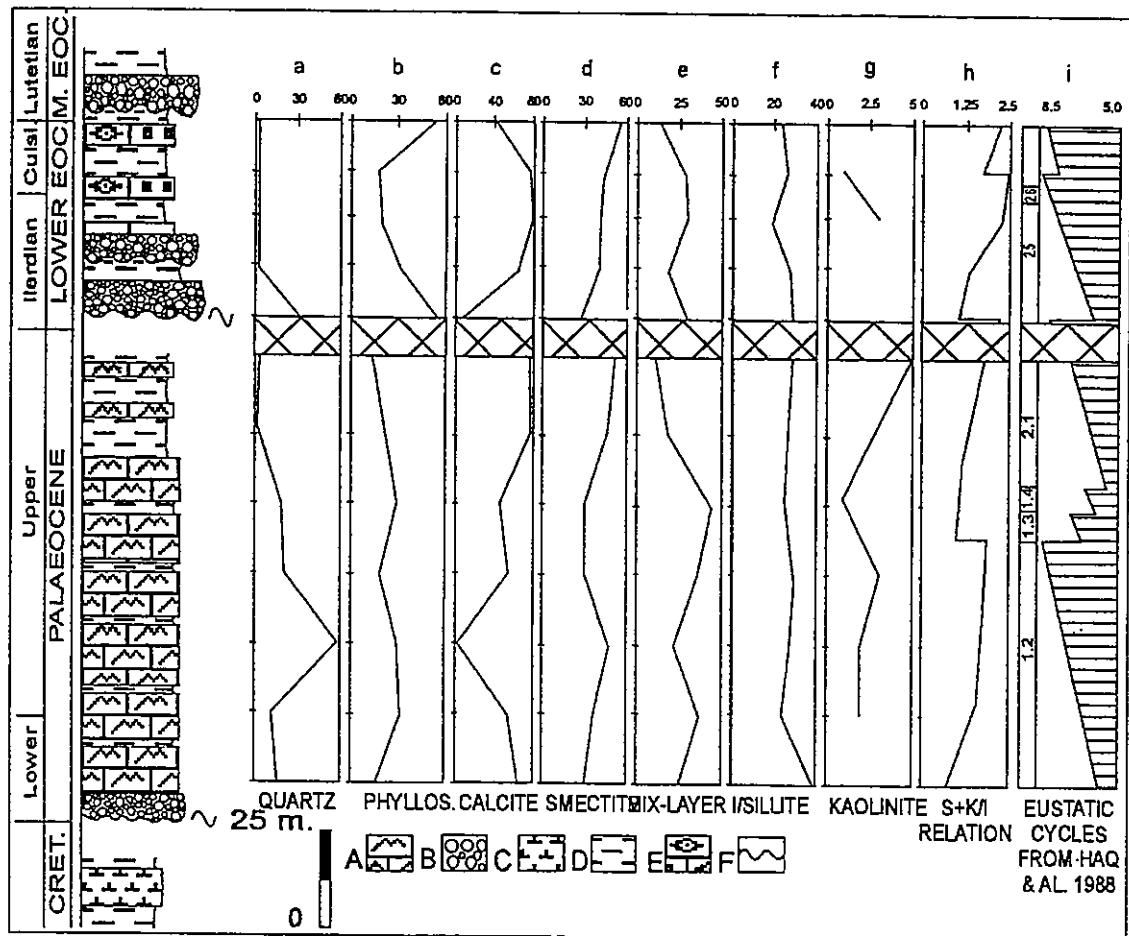 a b c d e f g h i
0 30 60 0 30 80 0 40 80 0 30 60 0 25 50 0 20 40 0 2.5 5 0 1.25 2.5 8.5 5.0
Lutetian
M. EOC
Cuisi.
Ilerdian
LOWER EOC
Upper
Lower
PALAEOCENE
CRET.
2.6
2.5
2.1
1.4
1.3
1.2
QUARTZ PHYLLOS. CALCITE SMECTITE MIX-LAYER I/S ILLITE KAOLINITE S+K/I EUSTATIC
RELATION CYCLES
FROM HAQ
& AL. 1988
~ 25 m.
0
A B C D E F